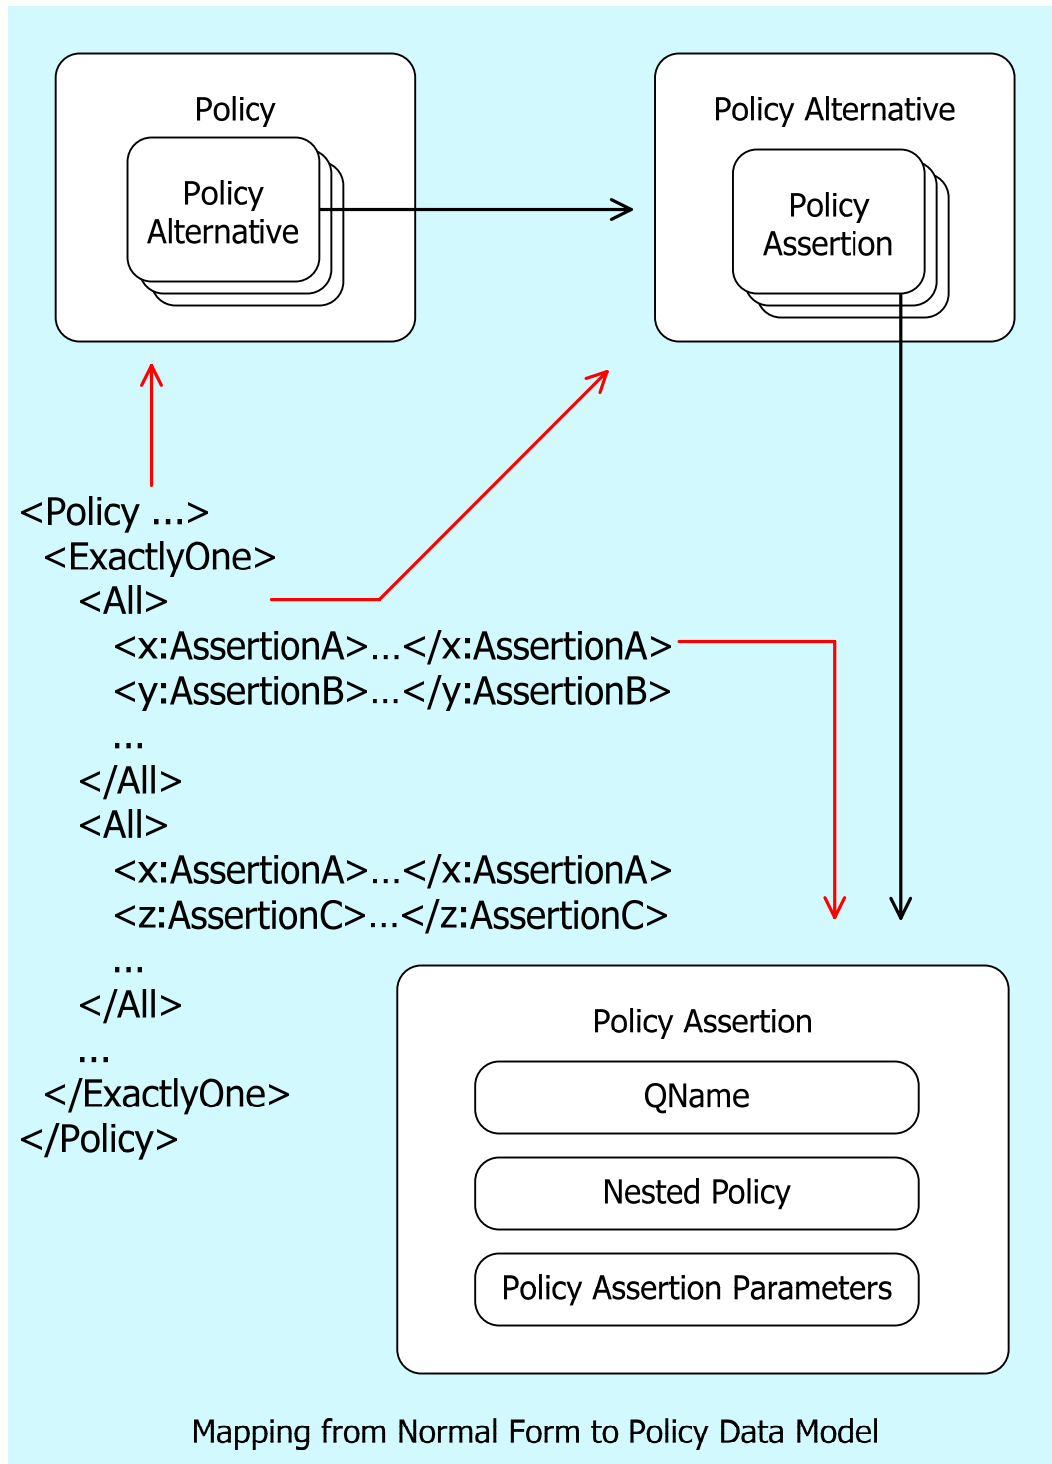 Policy
Policy
Alternative
Policy Alternative
Policy
Assertion
<Policy ...>
<ExactlyOne>
<All>
<x:AssertionA>...</x:AssertionA>
<y:AssertionB>...</y:AssertionB>
...
</All>
<All>
<x:AssertionA>...</x:AssertionA>
<z:AssertionC>...</z:AssertionC>
...
</All>
...
</ExactlyOne>
</Policy>
Policy Assertion
QName
Nested Policy
Policy Assertion Parameters
Mapping from Normal Form to Policy Data Model